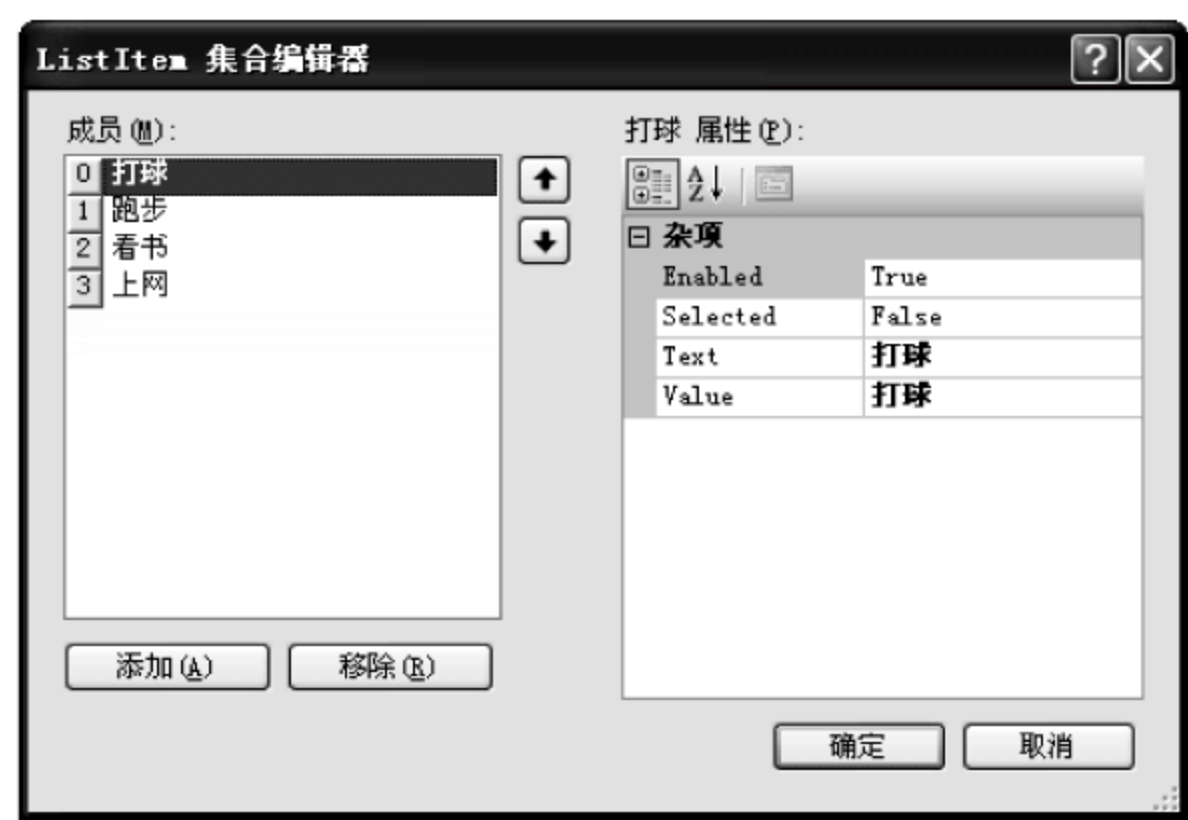 ListItem 集合编辑器
成员(M):
0 打球
1 跑步
2 看书
3 上网
添加(A)
移除(R)
打球 属性(P):
杂项
Enabled True
Selected False
Text 打球
Value 打球
确定
取消